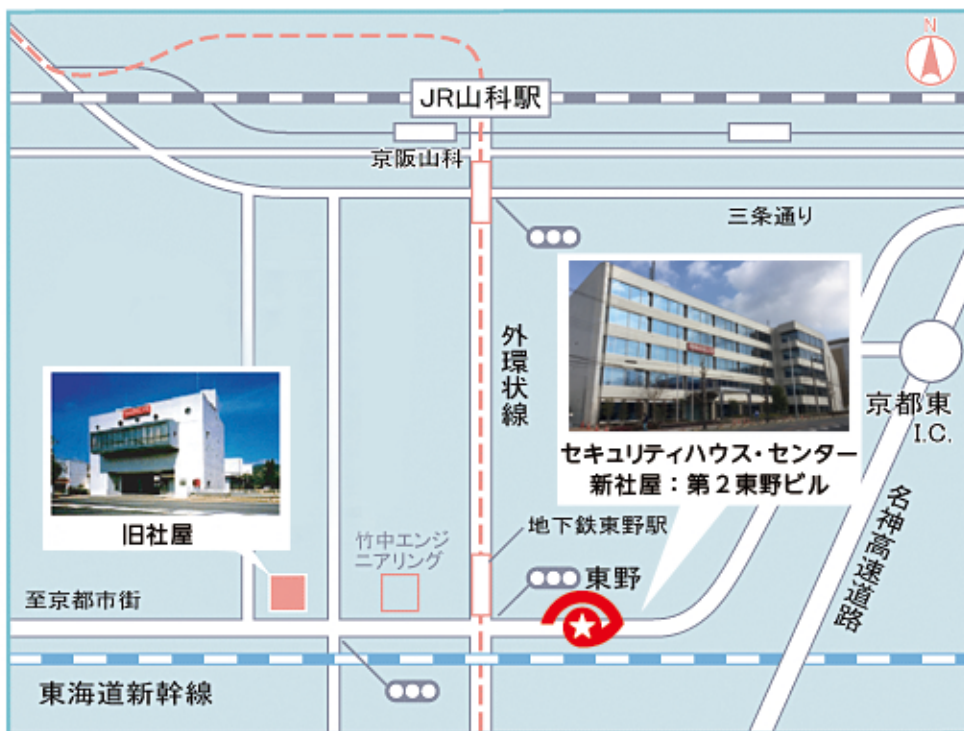 N
JR山科駅
京阪山科
三条通り
外環状線
京都東
I.C.
セキュリティハウス・センター
新社屋：第２東野ビル
旧社屋
地下鉄東野駅
竹中エンジ
ニアリング
東野
名神高速道路
至京都市街
東海道新幹線